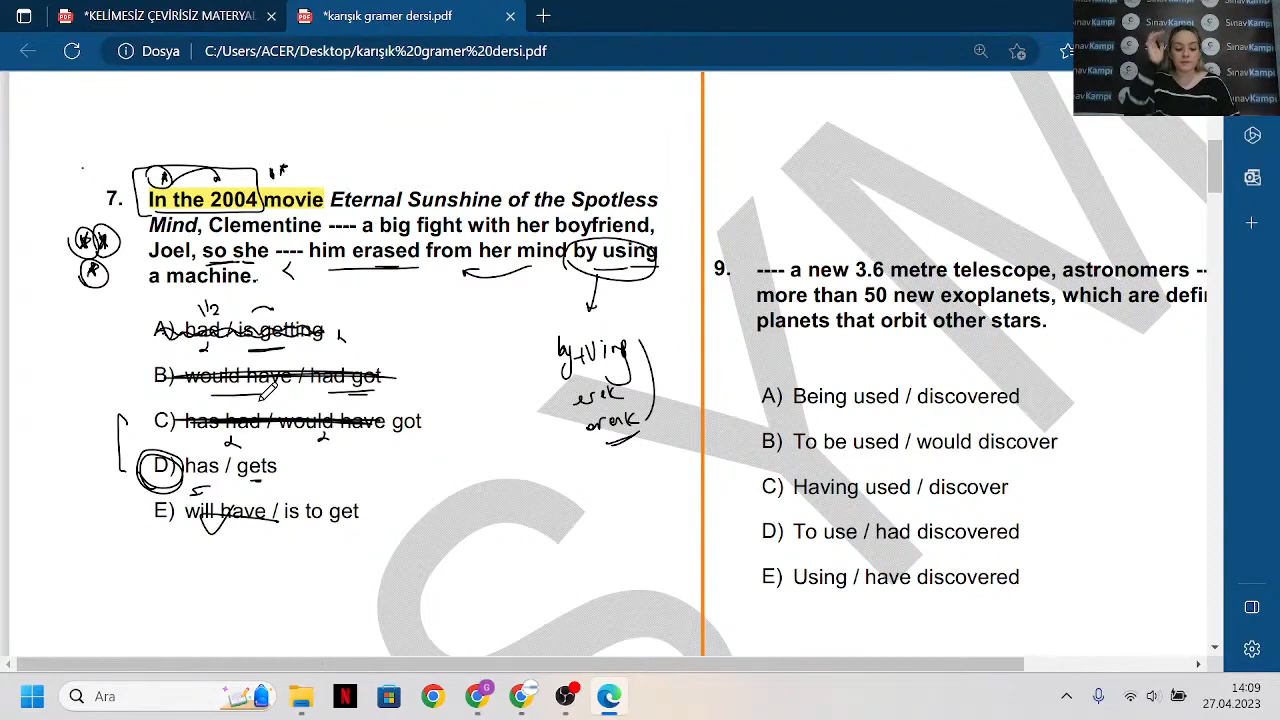 *KELİMESİZ ÇEVİRİSİZ MATERYAL
*karışık gramer dersi.pdf
Dosya
C:/Users/ACER/Desktop/karışık%20gramer%20dersi.pdf
SınavKampı
7. In the 2004 movie Eternal Sunshine of the Spotless
Mind, Clementine ---- a big fight with her boyfriend,
Joel, so she ---- him erased from her mind by using
a machine.
A) had / is getting
B) would have / had got
C) has had / would have got
D) has / gets
E) will have / is to get
by+Ving
erek
arak
9. ---- a new 3.6 metre telescope, astronomers --
more than 50 new exoplanets, which are defi
planets that orbit other stars.
A) Being used / discovered
B) To be used / would discover
C) Having used / discover
D) To use / had discovered
E) Using / have discovered
SYM
Ara
14:09
27.04.2023